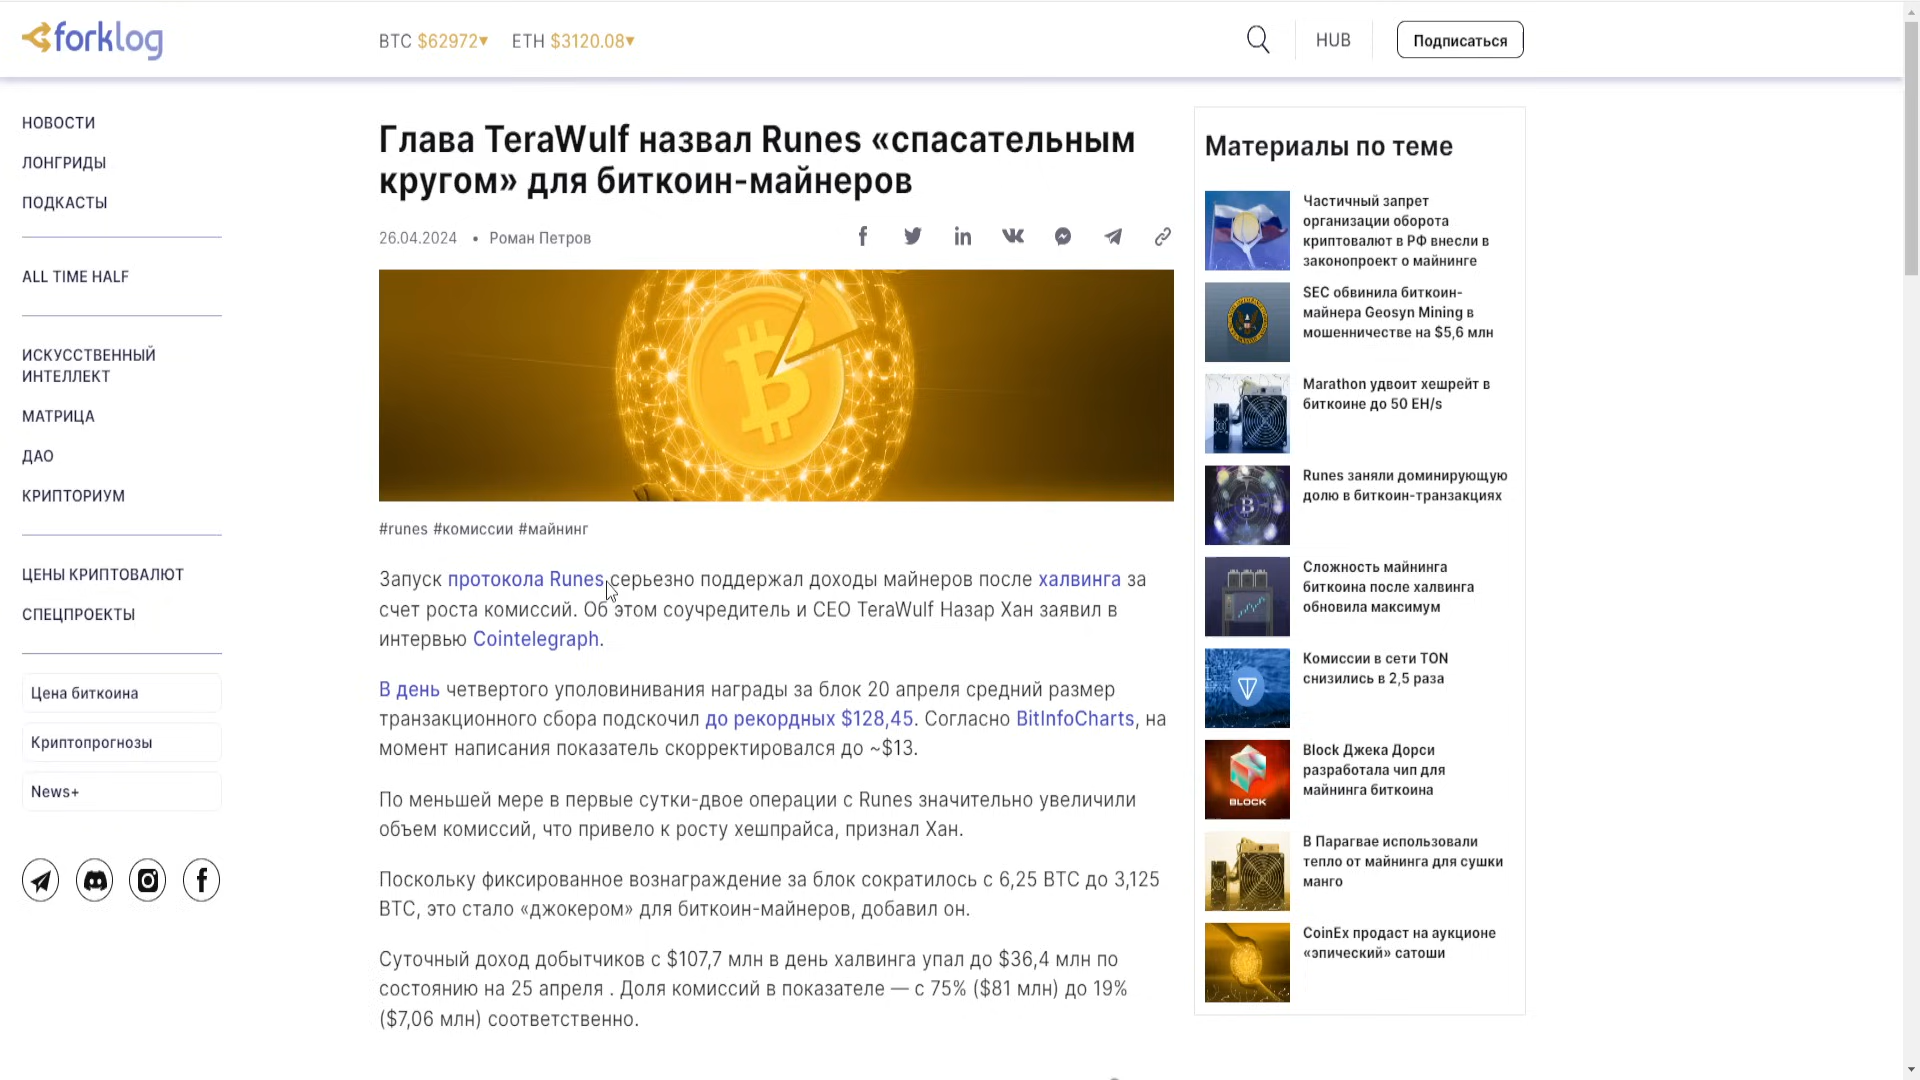 forklog
BTC $62972▾ ETH $3120.08▾
HUB
Подписаться
НОВОСТИ
ЛОНГРИДЫ
ПОДКАСТЫ
ALL TIME HALF
ИСКУССТВЕННЫЙ
ИНТЕЛЛЕКТ
МАТРИЦА
ДАО
КРИПТОРИУМ
ЦЕНЫ КРИПТОВАЛЮТ
СПЕЦПРОЕКТЫ
Цена биткоина
Криптопрогнозы
News+
Глава TeraWulf назвал Runes «спасательным
кругом» для биткоин-майнеров
26.04.2024 • Роман Петров
#runes #комиссии #майнинг
Запуск протокола Runes серьезно поддержал доходы майнеров после халвинга за
счет роста комиссий. Об этом соучредитель и CEO TeraWulf Назар Хан заявил в
интервью Cointelegraph.
В день четвертого уполовинивания награды за блок 20 апреля средний размер
транзакционного сбора подскочил до рекордных $128,45. Согласно BitInfoCharts, на
момент написания показатель скорректировался до ~$13.
По меньшей мере в первые сутки-двое операции с Runes значительно увеличили
объем комиссий, что привело к росту хешпрайса, признал Хан.
Поскольку фиксированное вознаграждение за блок сократилось с 6,25 BTC до 3,125
BTC, это стало «джокером» для биткоин-майнеров, добавил он.
Суточный доход добытчиков с $107,7 млн в день халвинга упал до $36,4 млн по
состоянию на 25 апреля . Доля комиссий в показателе — с 75% ($81 млн) до 19%
($7,06 млн) соответственно.
Материалы по теме
Частичный запрет
организации оборота
криптовалют в РФ внесли в
законопроект о майнинге
SEC обвинила биткоин-
майнера Geosyn Mining в
мошенничестве на $5,6 млн
Marathon удвоит хешрейт в
биткоине до 50 EH/s
Runes заняли доминирующую
долю в биткоин-транзакциях
Сложность майнинга
биткоина после халвинга
обновила максимум
Комиссии в сети TON
снизились в 2,5 раза
BLOCK
Block Джека Дорси
разработала чип для
майнинга биткоина
В Парагвае использовали
тепло от майнинга для сушки
манго
CoinEx продаст на аукционе
«эпический» сатоши